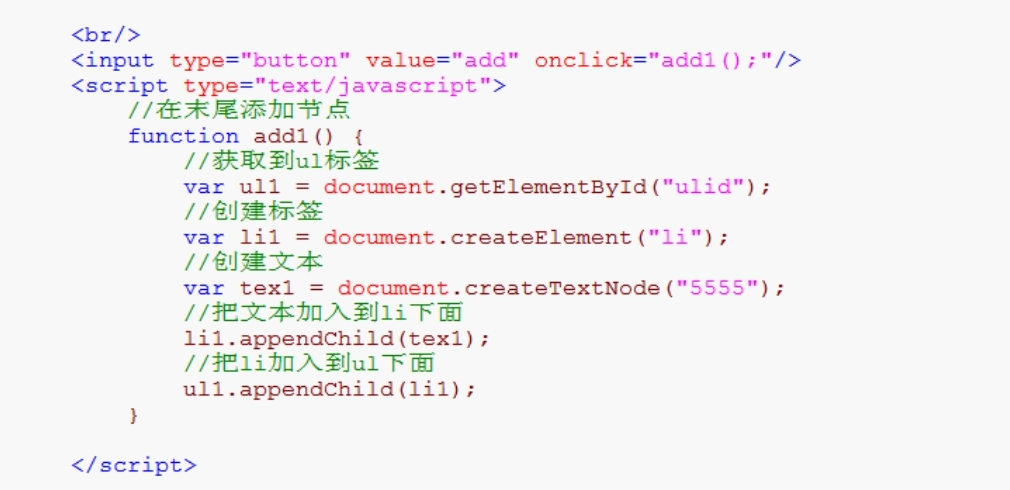 <br/>
<input type="button" value="add" onclick="add1();"/>
<script type="text/javascript">
//在末尾添加节点
function add1() {
//获取到ul标签
var ul1 = document.getElementById("ulid");
//创建标签
var li1 = document.createElement("li");
//创建文本
var tex1 = document.createTextNode("5555");
//把文本加入到li下面
li1.appendChild(tex1);
//把li加入到ul下面
ul1.appendChild(li1);
}
</script>